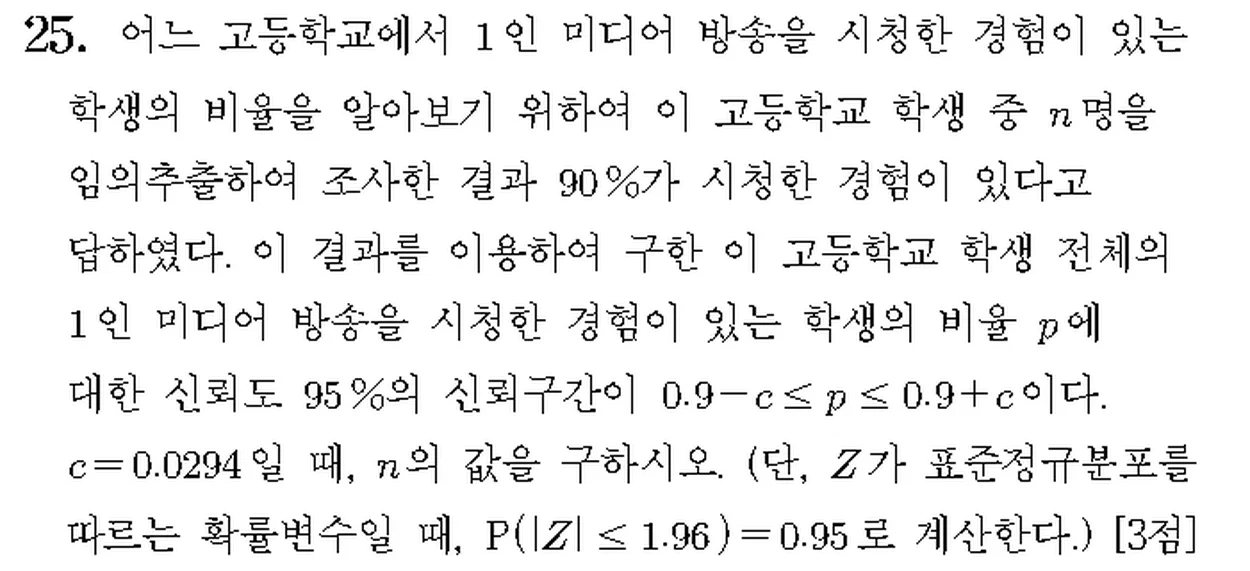 25. 어느 고등학교에서 1인 미디어 방송을 시청한 경험이 있는
학생의 비율을 알아보기 위하여 이 고등학교 학생 중 n명을
임의추출하여 조사한 결과 90%가 시청한 경험이 있다고
답하였다. 이 결과를 이용하여 구한 이 고등학교 학생 전체의
1인 미디어 방송을 시청한 경험이 있는 학생의 비율 p에
대한 신뢰도 95%의 신뢰구간이 0.9-c≤p≤0.9+c이다.
c=0.0294일 때, n의 값을 구하시오. (단, Z가 표준정규분포를
따르는 확률변수일 때, P(|Z|≤1.96)=0.95로 계산한다.) [3점]